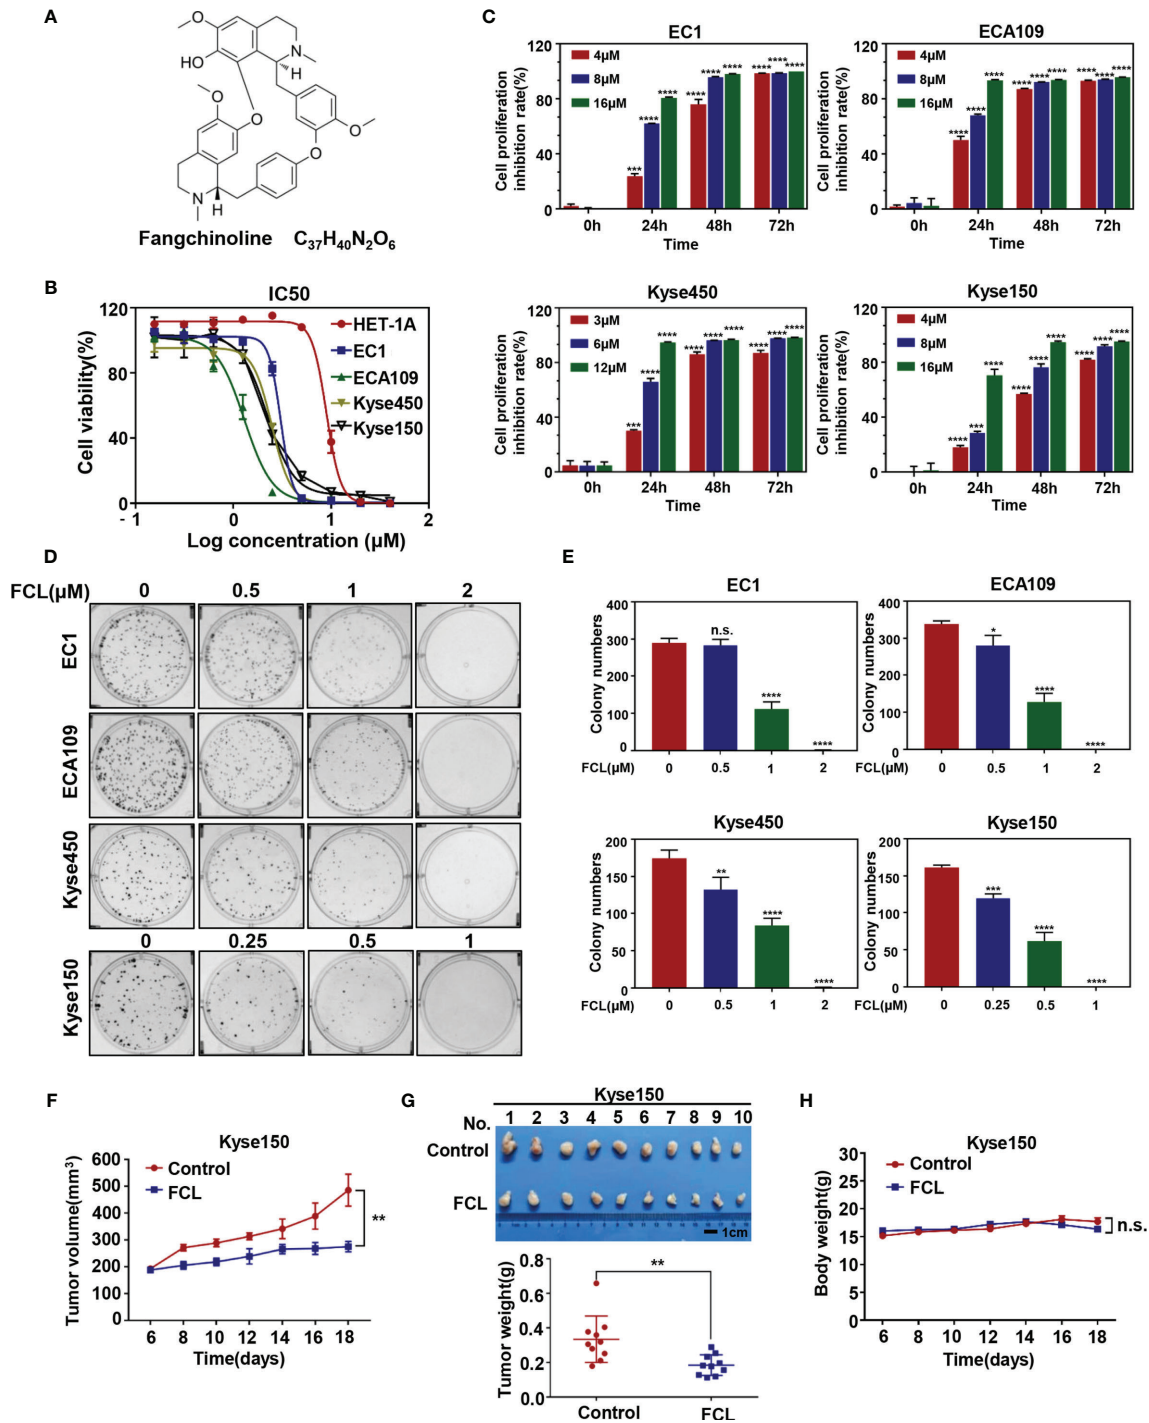 A
O
N
H
HO
O
O
O
O
O
N
H
Fangchinoline C₃₇H₄₀N₂O₆
B
IC50
Cell viability(%)
120
80
40
0
HET-1A
EC1
ECA109
Kyse450
Kyse150
-1 0 1 2
Log concentration (μM)
C
EC1
Cell proliferation
inhibition rate(%)
120
80
40
0
4μM
8μM
16μM
*** **** ****
**** **** ****
**** **** ****
0h 24h 48h 72h
Time
ECA109
Cell proliferation
inhibition rate(%)
120
80
40
0
4μM
8μM
16μM
**** **** ****
**** **** ****
**** **** ****
0h 24h 48h 72h
Time
Kyse450
Cell proliferation
inhibition rate(%)
120
80
40
0
3μM
6μM
12μM
*** **** ****
**** **** ****
**** **** ****
0h 24h 48h 72h
Time
Kyse150
Cell proliferation
inhibition rate(%)
120
80
40
0
4μM
8μM
16μM
**** *** ****
**** **** ****
**** **** ****
0h 24h 48h 72h
Time
D
FCL(μM) 0 0.5 1 2
EC1
ECA109
Kyse450
0 0.25 0.5 1
Kyse150
E
EC1
Colony numbers
400
300
200
100
0
n.s.
****
****
FCL(μM) 0 0.5 1 2
ECA109
Colony numbers
400
300
200
100
0
*
****
****
FCL(μM) 0 0.5 1 2
Kyse450
Colony numbers
200
150
100
50
0
**
****
****
FCL(μM) 0 0.5 1 2
Kyse150
Colony numbers
200
150
100
50
0
***
****
****
FCL(μM) 0 0.25 0.5 1
F
Kyse150
Tumor volume(mm³)
600
500
400
300
200
100
0
Control
FCL
**
6 8 10 12 14 16 18
Time(days)
G
Kyse150
No. 1 2 3 4 5 6 7 8 9 10
Control
FCL
1cm
Tumor weight(g)
0.8
0.6
0.4
0.2
0.0
**
Control FCL
H
Kyse150
Body weight(g)
30
25
20
15
10
5
0
Control
FCL
n.s.
6 8 10 12 14 16 18
Time(days)